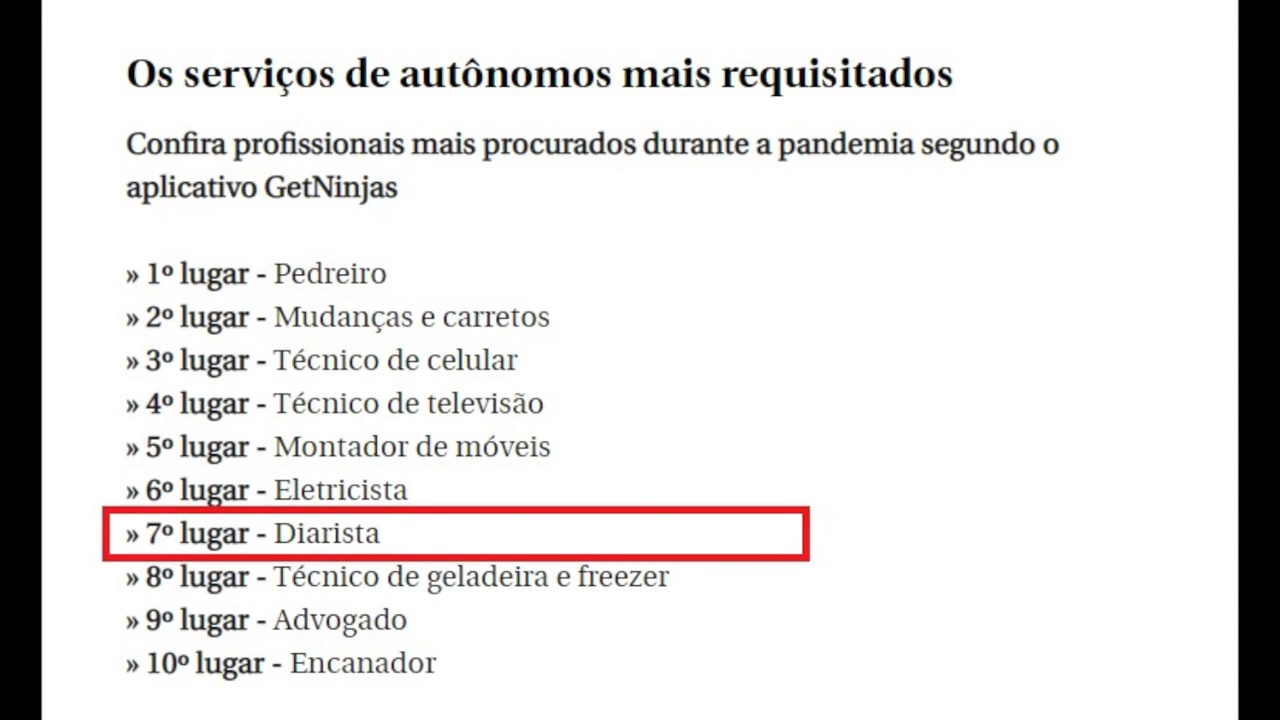 Os serviços de autônomos mais requisitados
Confira profissionais mais procurados durante a pandemia segundo o
aplicativo GetNinjas
» 1º lugar - Pedreiro
» 2º lugar - Mudanças e carretos
» 3º lugar - Técnico de celular
» 4º lugar - Técnico de televisão
» 5º lugar - Montador de móveis
» 6º lugar - Eletricista
» 7º lugar - Diarista
» 8º lugar - Técnico de geladeira e freezer
» 9º lugar - Advogado
» 10º lugar - Encanador